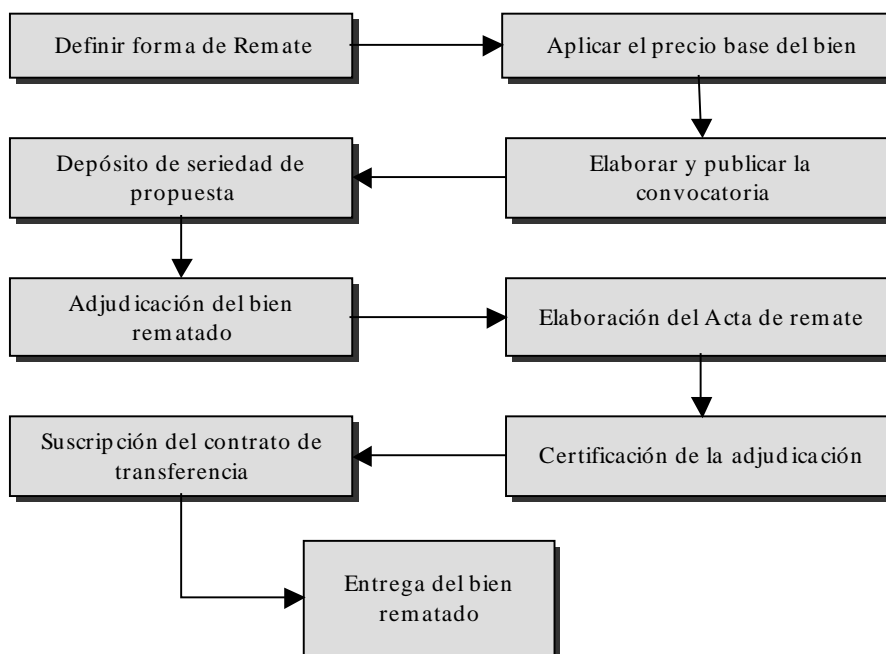 Definir forma de Remate
Aplicar el precio base del bien
Depósito de seriedad de
propuesta
Elaborar y publicar la
convocatoria
Adjudicación del bien
rematado
Elaboración del Acta de remate
Suscripción del contrato de
transferencia
Certificación de la adjudicación
Entrega del bien
rematado